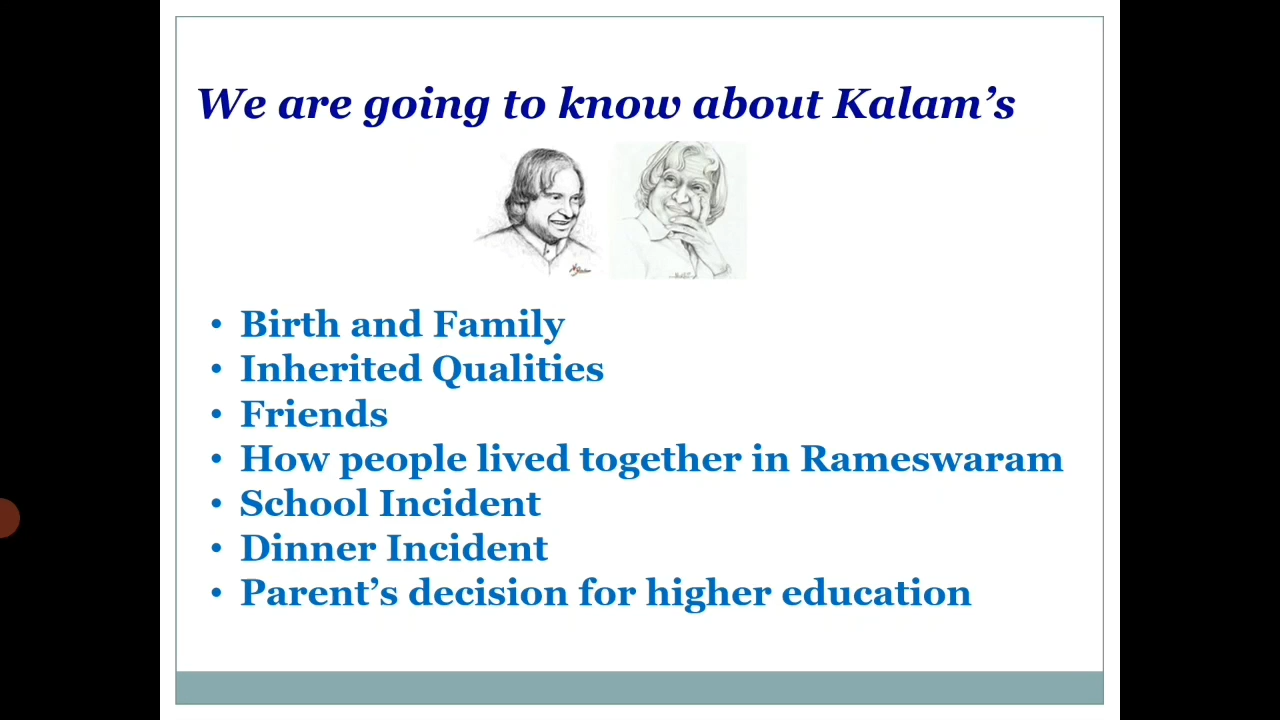 We are going to know about Kalam's
• Birth and Family
• Inherited Qualities
• Friends
• How people lived together in Rameswaram
• School Incident
• Dinner Incident
• Parent's decision for higher education